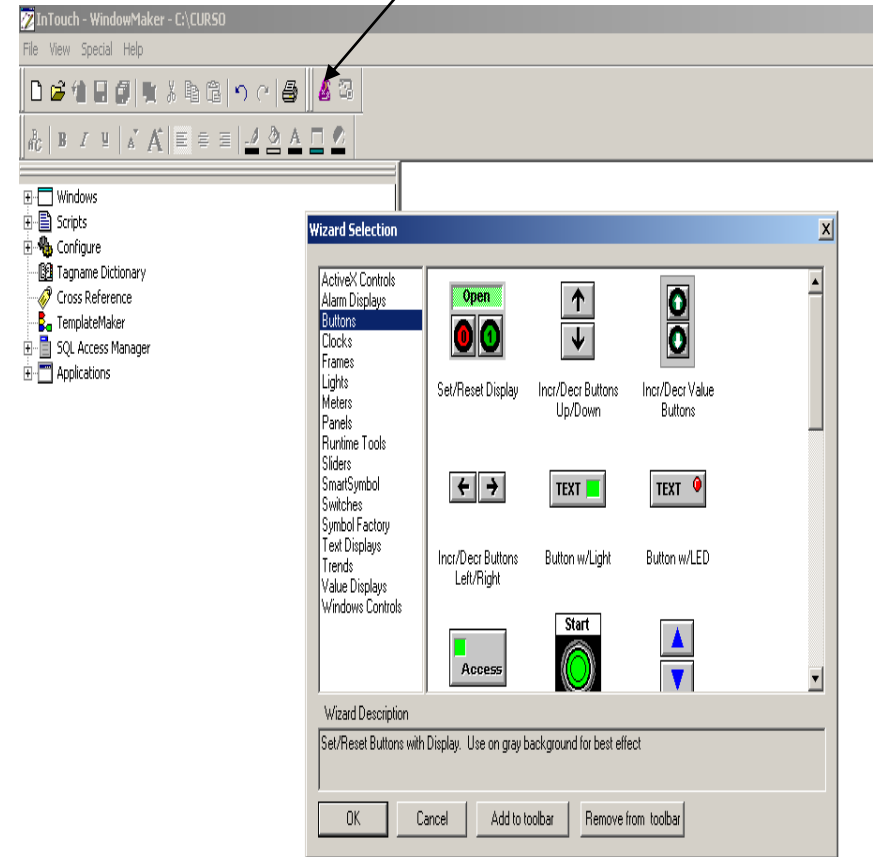 InTouch - WindowMaker - C:\CURSO
File View Special Help
ABC B I U A A A
Windows
Scripts
Configure
Tagname Dictionary
Cross Reference
TemplateMaker
SQL Access Manager
Applications
Wizard Selection
ActiveX Controls
Alarm Displays
Buttons
Clocks
Frames
Lights
Meters
Panels
Runtime Tools
Sliders
SmartSymbol
Switches
Symbol Factory
Text Displays
Trends
Value Displays
Windows Controls
Open
0 1
Set/Reset Display
Incr/Decr Buttons
Up/Down
Incr/Decr Value
Buttons
TEXT
TEXT
Incr/Decr Buttons
Left/Right
Button w/Light
Button w/LED
Access
Start
Wizard Description
Set/Reset Buttons with Display. Use on gray background for best effect
OK Cancel Add to toolbar Remove from toolbar